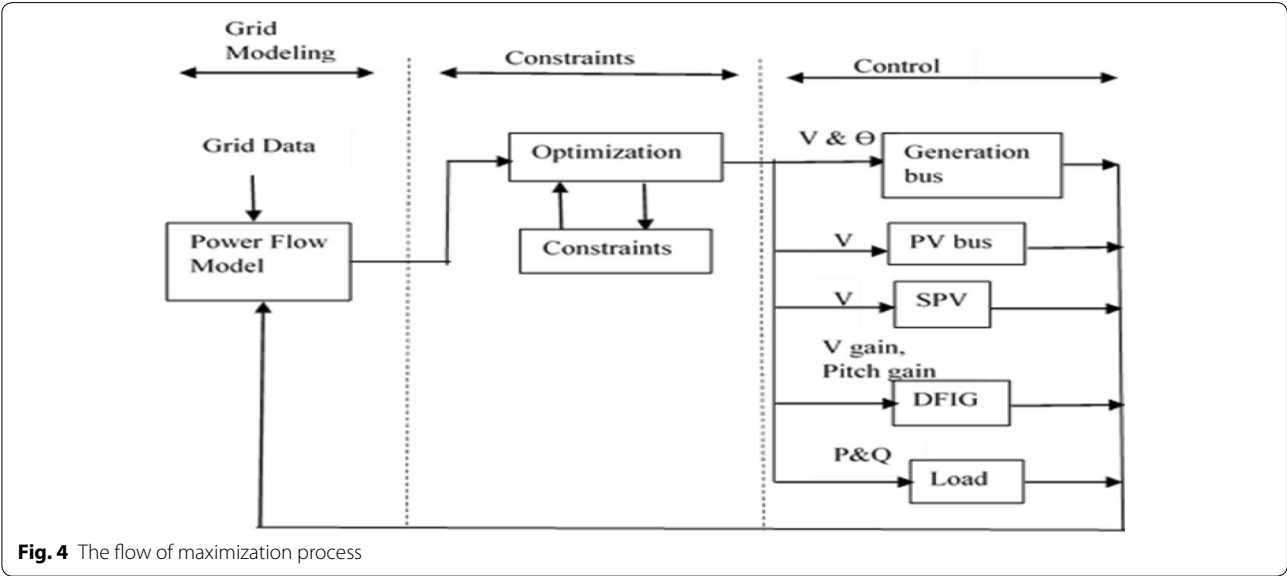 Grid
Modeling
Constraints
Control
Grid Data
Power Flow
Model
Optimization
Constraints
V & Ө
Generation
bus
V
PV bus
V
SPV
V gain,
Pitch gain
DFIG
P&Q
Load
Fig. 4 The flow of maximization process